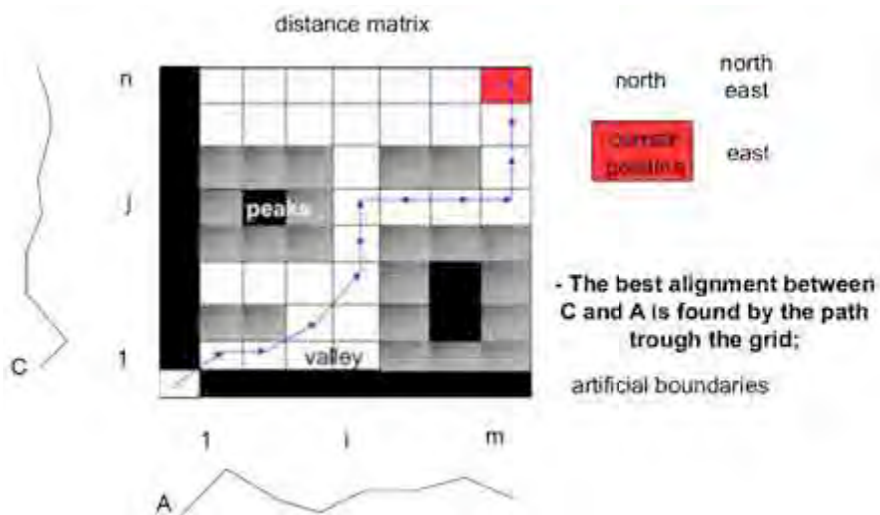 distance matrix
n
north
north
east
current
position
east
j
peaks
- The best alignment between
C and A is found by the path
trough the grid;
1
valley
C
artificial boundaries
1
i
m
A